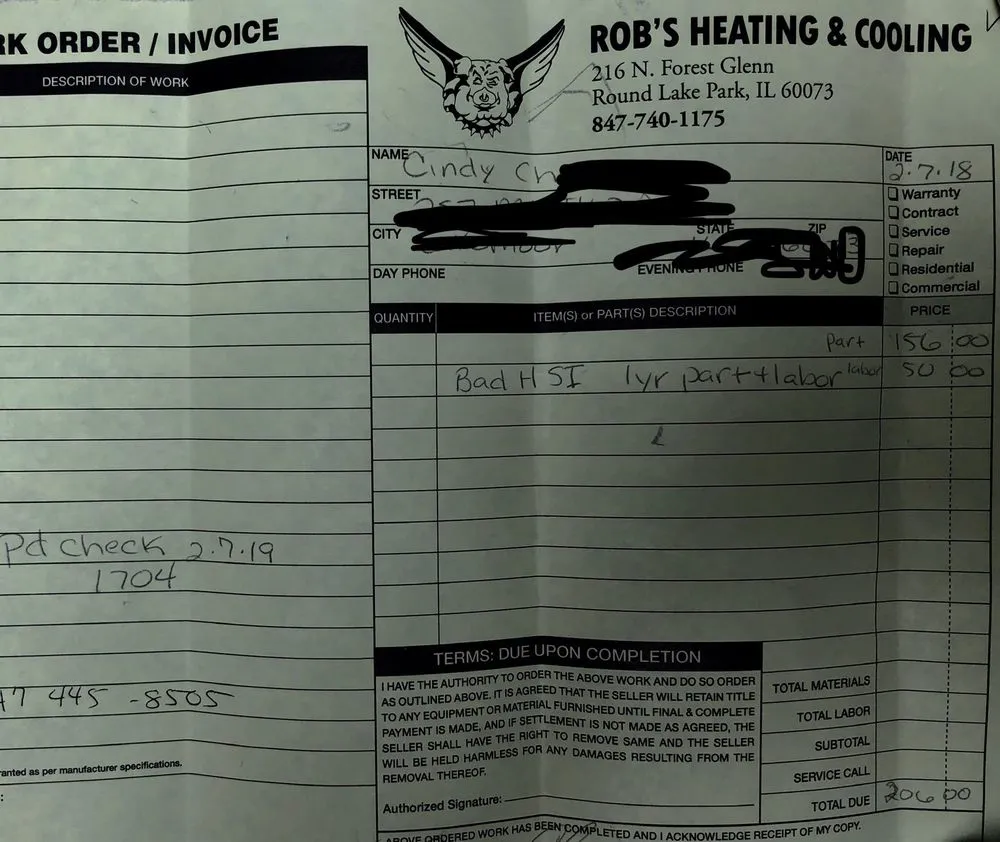 RK ORDER / INVOICE
DESCRIPTION OF WORK
Pd check 2.7.19
1704
47 445 -8505
anted as per manufacturer specifications.
ROB'S HEATING & COOLING
216 N. Forest Glenn
Round Lake Park, IL 60073
847-740-1175
NAME Cindy Ch
DATE 2.7.18
STREET
CITY
STATE
ZIP
DAY PHONE
EVENING PHONE
Warranty
Contract
Service
Repair
Residential
Commercial
QUANTITY ITEM(S) or PART(S) DESCRIPTION PRICE
Part 156 00
Bad HSI 1yr part + labor labor 50 00
TERMS: DUE UPON COMPLETION
I HAVE THE AUTHORITY TO ORDER THE ABOVE WORK AND DO SO ORDER
AS OUTLINED ABOVE. IT IS AGREED THAT THE SELLER WILL RETAIN TITLE
TO ANY EQUIPMENT OR MATERIAL FURNISHED UNTIL FINAL & COMPLETE
PAYMENT IS MADE, AND IF SETTLEMENT IS NOT MADE AS AGREED, THE
SELLER SHALL HAVE THE RIGHT TO REMOVE SAME AND THE SELLER
WILL BE HELD HARMLESS FOR ANY DAMAGES RESULTING FROM THE
REMOVAL THEREOF.
Authorized Signature:
TOTAL MATERIALS
TOTAL LABOR
SUBTOTAL
SERVICE CALL
TOTAL DUE 206 00
ABOVE ORDERED WORK HAS BEEN COMPLETED AND I ACKNOWLEDGE RECEIPT OF MY COPY.